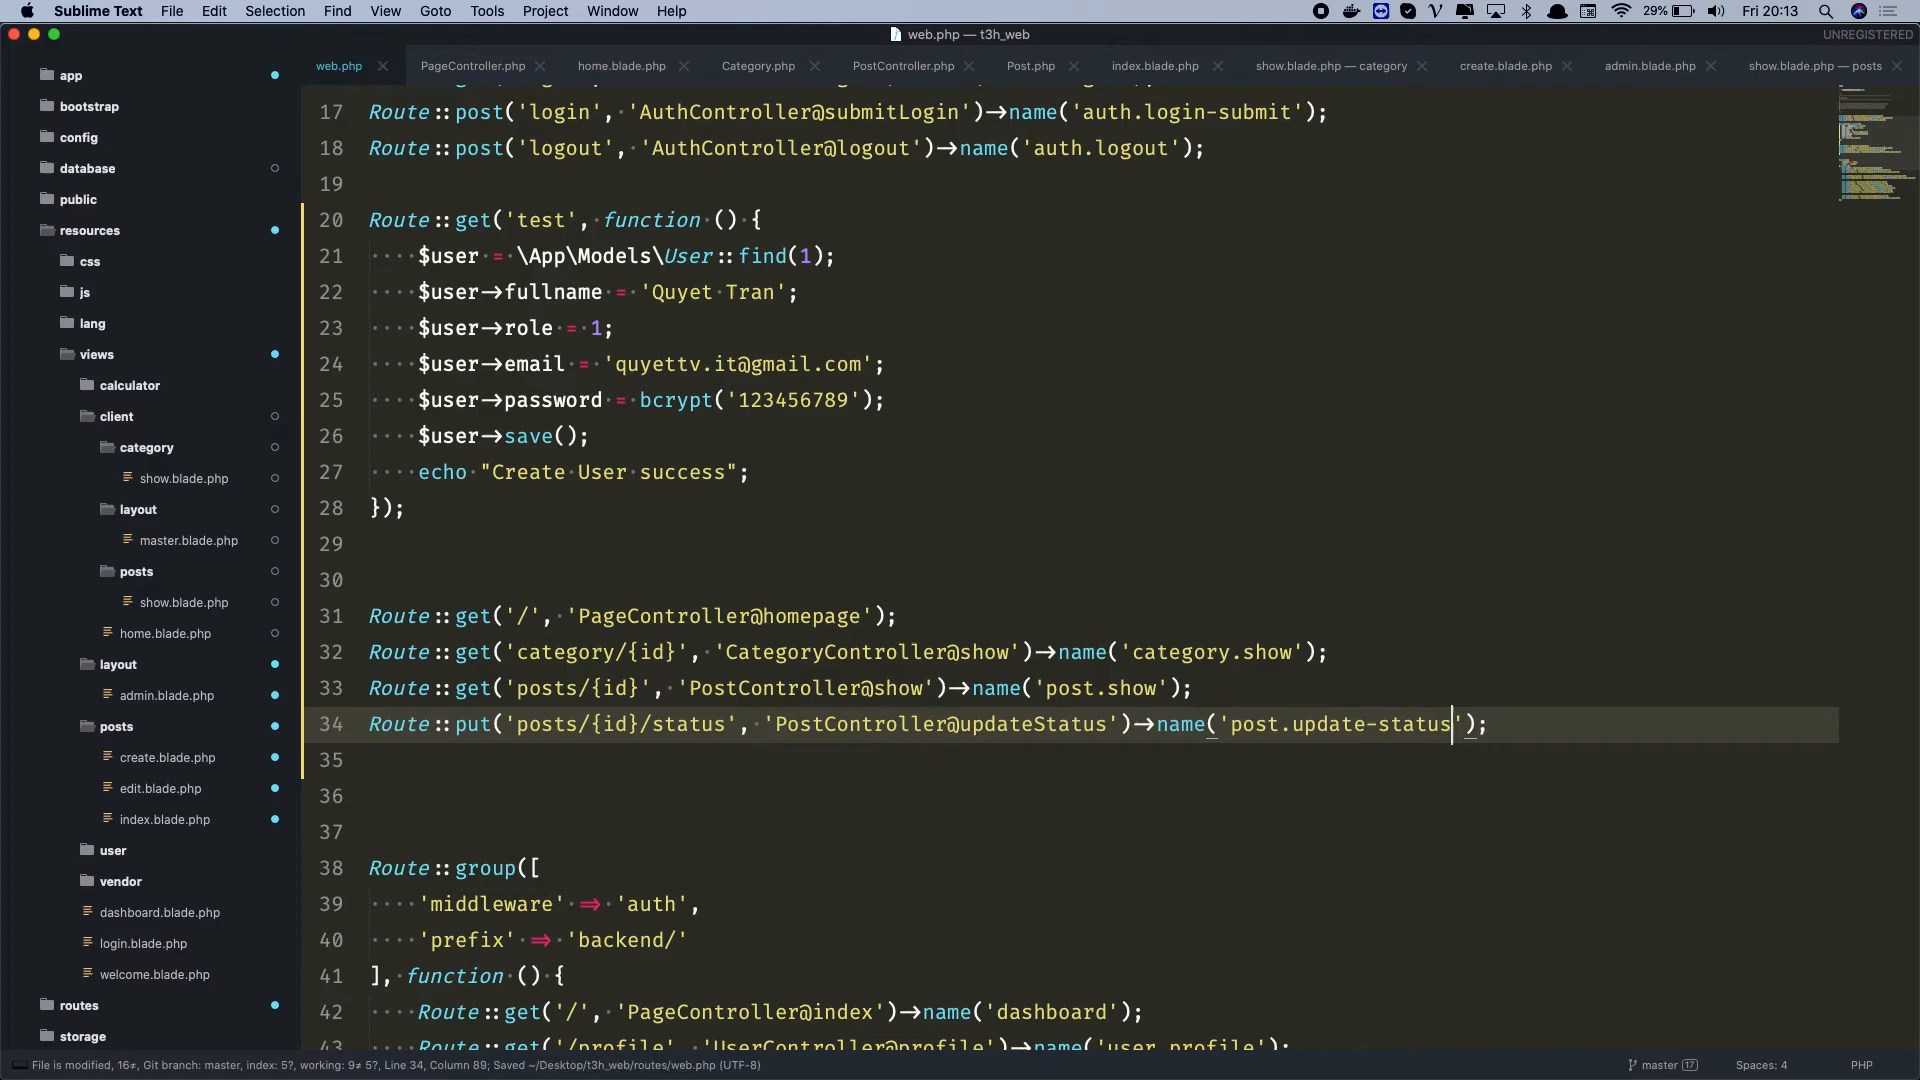 Sublime Text File Edit Selection Find View Goto Tools Project Window Help 29% Fri 20:13
web.php — t3h_web UNREGISTERED
web.php PageController.php home.blade.php Category.php PostController.php Post.php index.blade.php show.blade.php — category create.blade.php admin.blade.php show.blade.php — posts
app
bootstrap
config
database
public
resources
css
js
lang
views
calculator
client
category
show.blade.php
layout
master.blade.php
posts
show.blade.php
home.blade.php
layout
admin.blade.php
posts
create.blade.php
edit.blade.php
index.blade.php
user
vendor
dashboard.blade.php
login.blade.php
welcome.blade.php
routes
storage
17 Route::post('login', 'AuthController@submitLogin')->name('auth.login-submit');
18 Route::post('logout', 'AuthController@logout')->name('auth.logout');
19
20 Route::get('test', function () {
21 $user = \App\Models\User::find(1);
22 $user->fullname = 'Quyet Tran';
23 $user->role = 1;
24 $user->email = 'quyettv.it@gmail.com';
25 $user->password = bcrypt('123456789');
26 $user->save();
27 echo "Create User success";
28 });
29
30
31 Route::get('/', 'PageController@homepage');
32 Route::get('category/{id}', 'CategoryController@show')->name('category.show');
33 Route::get('posts/{id}', 'PostController@show')->name('post.show');
34 Route::put('posts/{id}/status', 'PostController@updateStatus')->name('post.update-status');
35
36
37
38 Route::group([
39 'middleware' => 'auth',
40 'prefix' => 'backend/'
41 ], function () {
42 Route::get('/', 'PageController@index')->name('dashboard');
43 Route::get('/profile', 'UserController@profile')->name('user.profile');
File is modified, 16≠, Git branch: master, index: 5?, working: 9≠ 5?, Line 34, Column 89; Saved ~/Desktop/t3h_web/routes/web.php (UTF-8) master 17 Spaces: 4 PHP